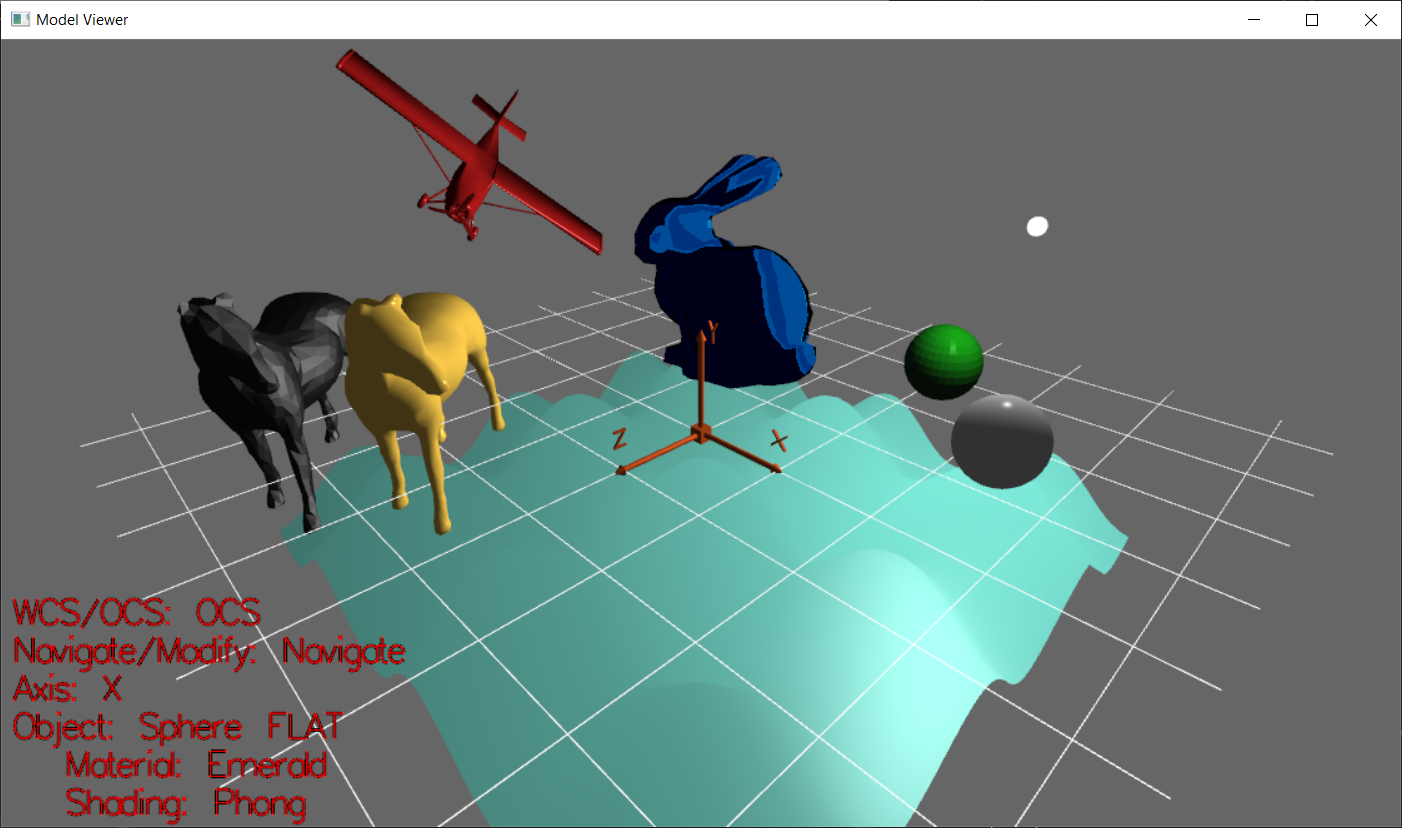 Model Viewer
Y
Z
X
WCS/OCS: OCS
Navigate/Modify: Navigate
Axis: X
Object: Sphere FLAT
Material: Emerald
Shading: Phong